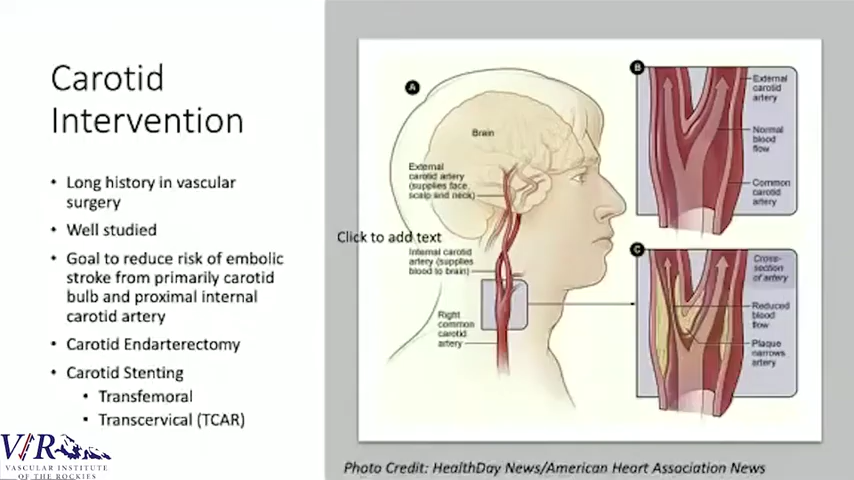 Carotid
Intervention
• Long history in vascular
surgery
• Well studied
• Goal to reduce risk of embolic
stroke from primarily carotid
bulb and proximal internal
carotid artery
• Carotid Endarterectomy
• Carotid Stenting
• Transfemoral
• Transcervical (TCAR)
VIR
VASCULAR INSTITUTE
OF THE ROCKIES
A
Brain
External
carotid artery
(supplies face,
scalp and neck)
Click to add text
Internal carotid
artery (supplies
blood to brain)
Right
common
carotid
artery
B
External
carotid
artery
Normal
blood
flow
Common
carotid
artery
C
Cross-
section
of artery
Reduced
blood
flow
Plaque
narrows
artery
Photo Credit: HealthDay News/American Heart Association News